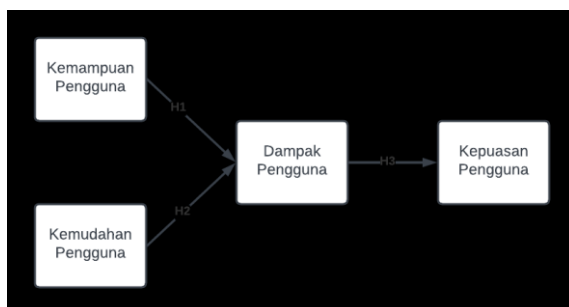 Kemampuan
Pengguna
H1
Dampak
Pengguna
H3
Kepuasan
Pengguna
H2
Kemudahan
Pengguna